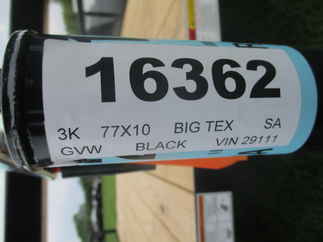 16362
3K 77X10 BIG TEX SA
GVW BLACK VIN 29111